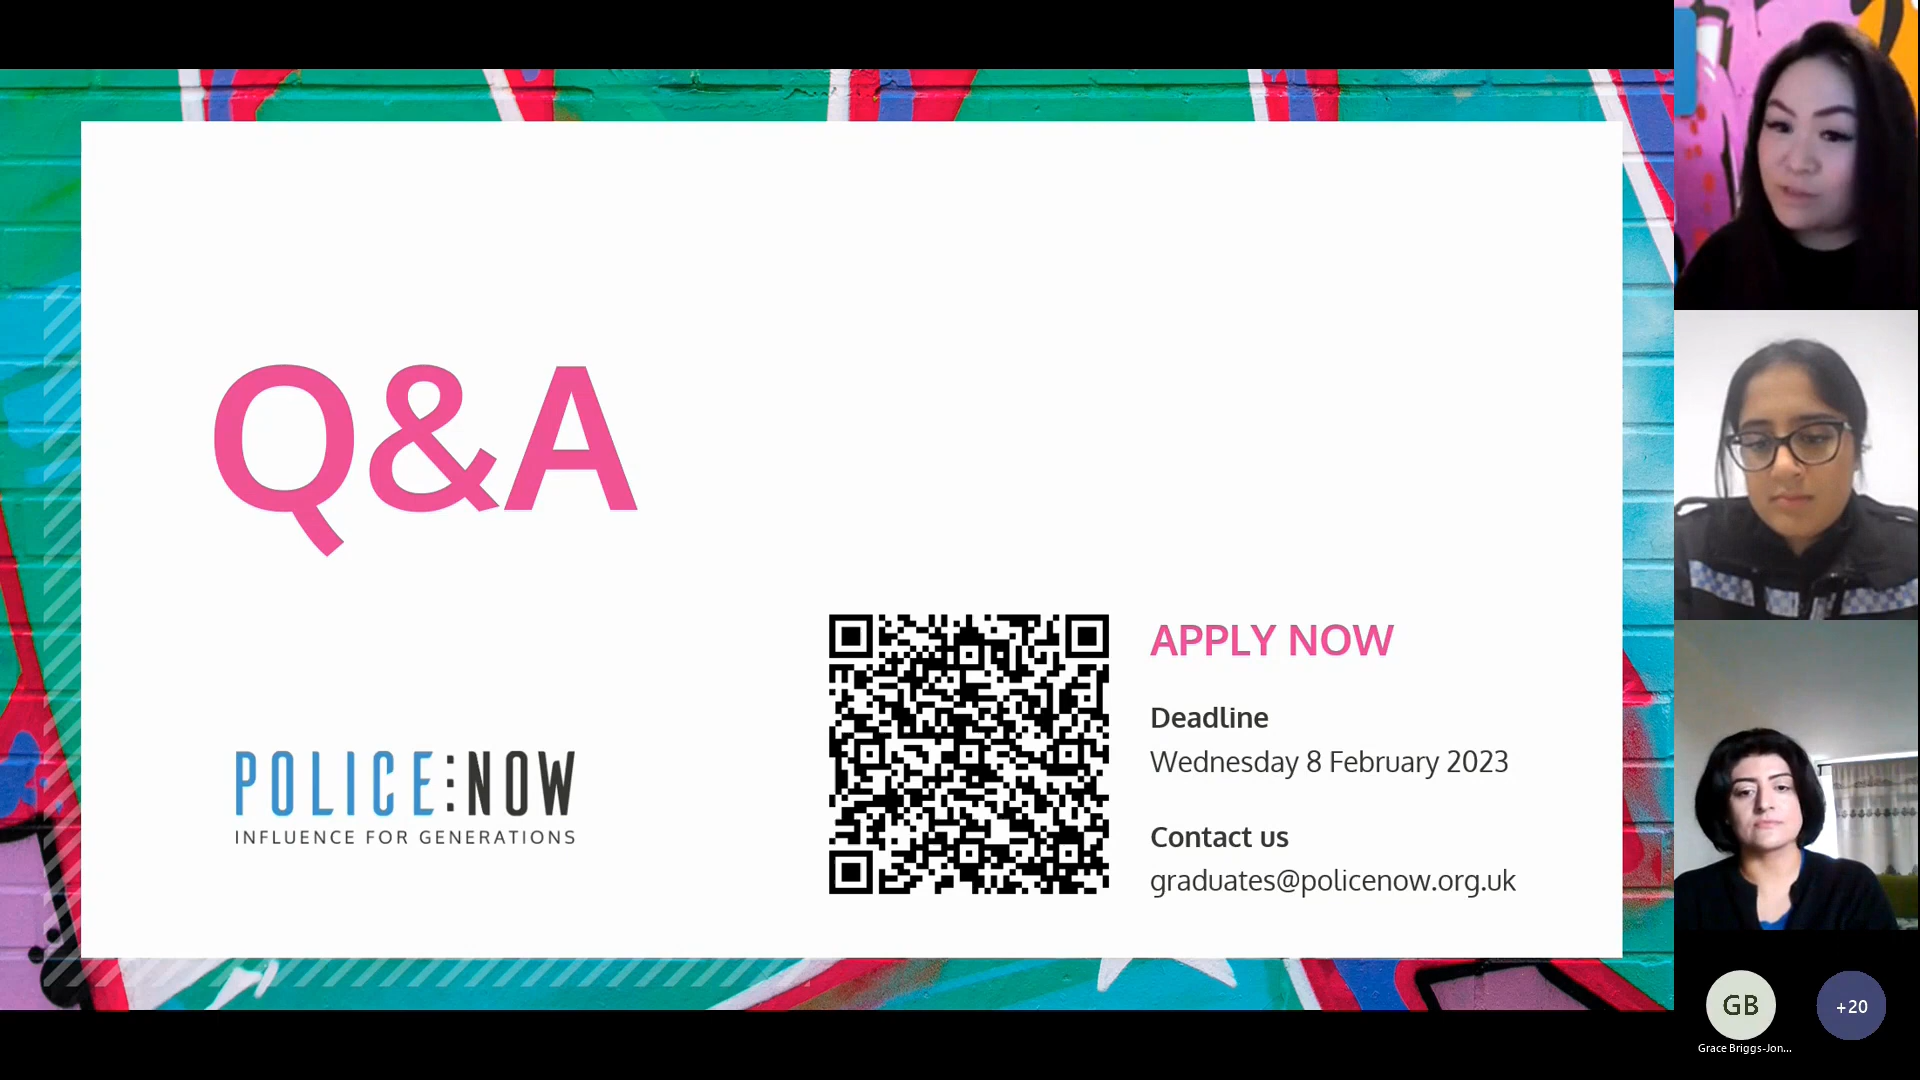 Q&A
POLICE:NOW
INFLUENCE FOR GENERATIONS
APPLY NOW
Deadline
Wednesday 8 February 2023
Contact us
graduates@policenow.org.uk
GB
+20
Grace Briggs-Jon...